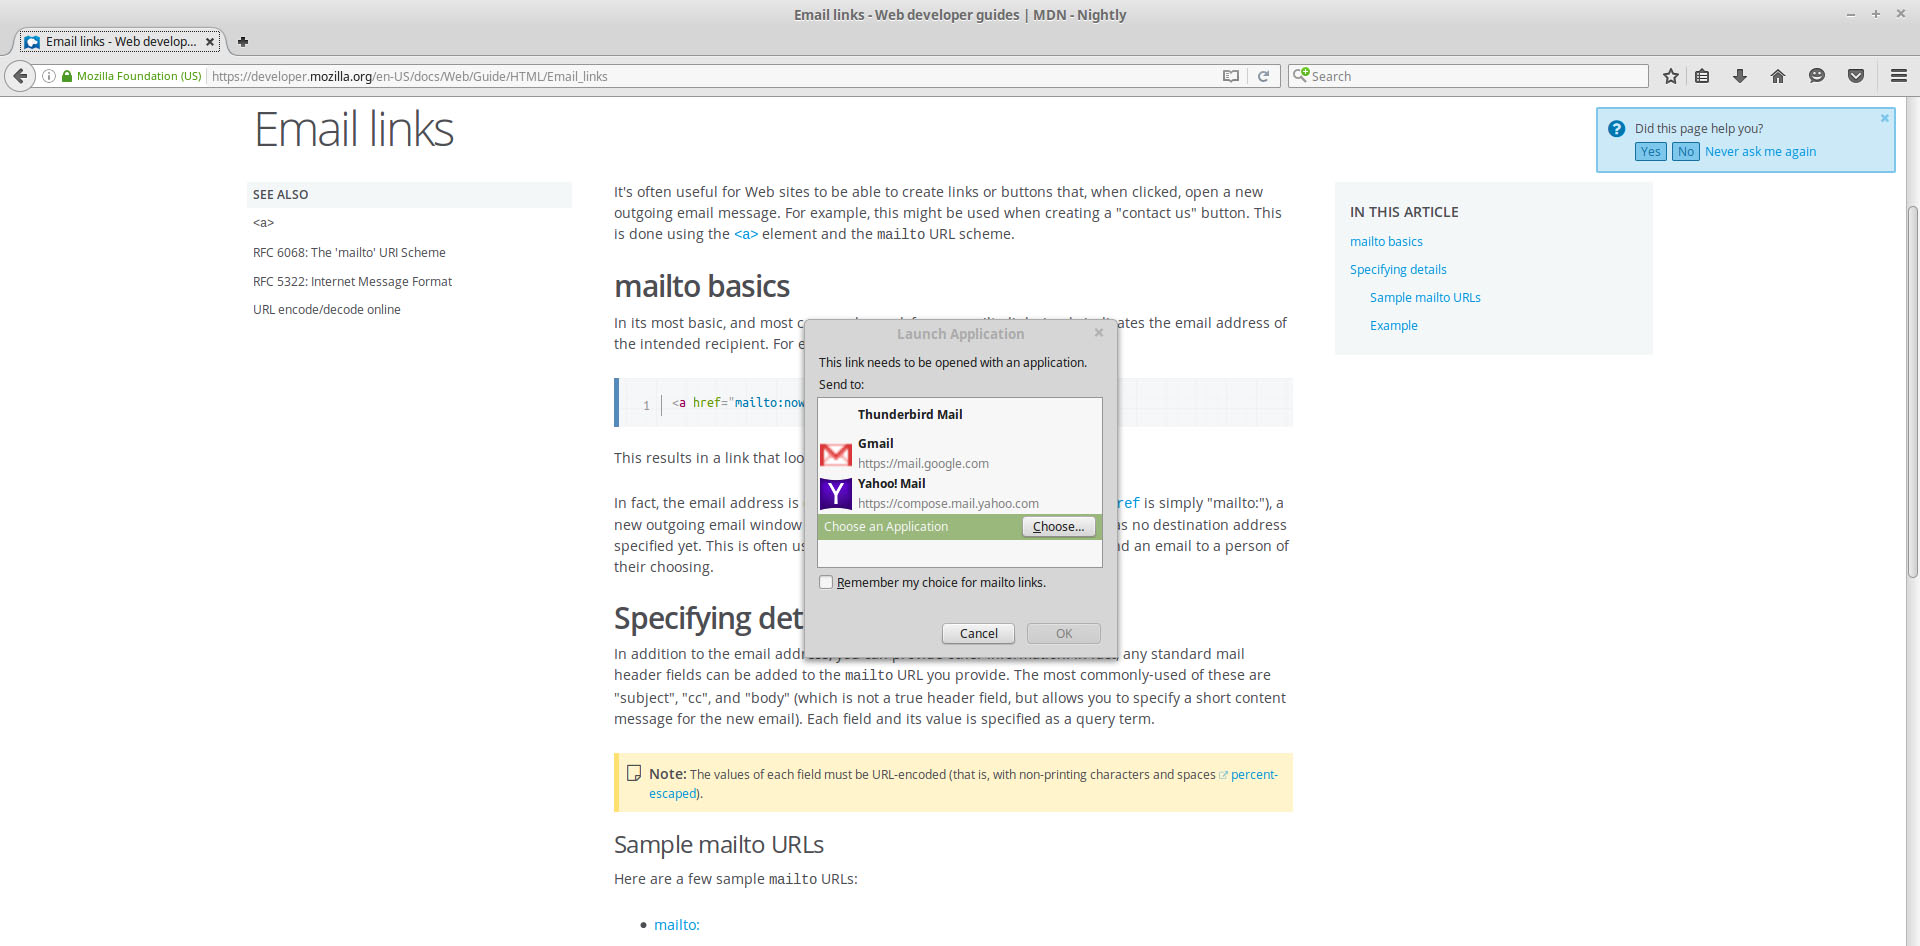 Email links - Web developer guides | MDN - Nightly
Email links - Web develop...
Mozilla Foundation (US)
https://developer.mozilla.org/en-US/docs/Web/Guide/HTML/Email_links
Search
Email links
Did this page help you?
Yes No Never ask me again
SEE ALSO
<a>
RFC 6068: The 'mailto' URI Scheme
RFC 5322: Internet Message Format
URL encode/decode online
It's often useful for Web sites to be able to create links or buttons that, when clicked, open a new
outgoing email message. For example, this might be used when creating a "contact us" button. This
is done using the <a> element and the mailto URL scheme.
IN THIS ARTICLE
mailto basics
Specifying details
Sample mailto URLs
Example
mailto basics
In its most basic, and most
the email address of
the intended recipient. For
1 <a href="mailto:now
This results in a link that
In fact, the email address is
is simply "mailto:"), a
new outgoing email window
no destination address
specified yet. This is often
an email to a person of
their choosing.
Launch Application
This link needs to be opened with an application.
Send to:
Thunderbird Mail
Gmail
https://mail.google.com
Y
Yahoo! Mail
https://compose.mail.yahoo.com
Choose an Application
Choose...
Remember my choice for mailto links.
Cancel
OK
Specifying det
In addition to the email
any standard mail
header fields can be added to the mailto URL you provide. The most commonly-used of these are
"subject", "cc", and "body" (which is not a true header field, but allows you to specify a short content
message for the new email). Each field and its value is specified as a query term.
Note: The values of each field must be URL-encoded (that is, with non-printing characters and spaces percent-
escaped).
Sample mailto URLs
Here are a few sample mailto URLs:
• mailto: